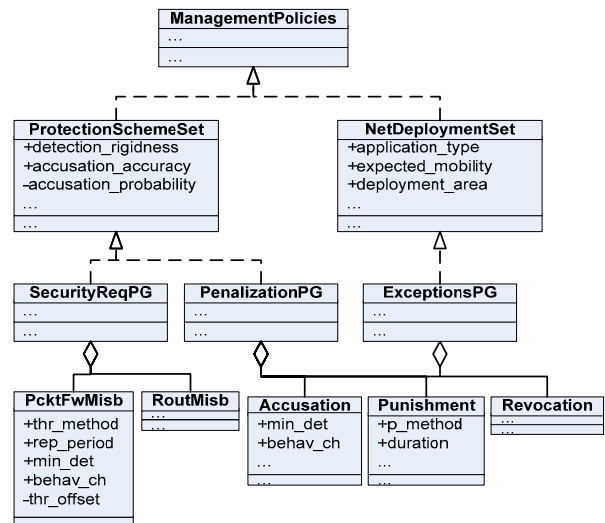 ManagementPolicies
...
...
ProtectionSchemeSet
+detection_rigidness
+accusation_accuracy
-accusation_probability
...
...
NetDeploymentSet
+application_type
+expected_mobility
+deployment_area
...
...
SecurityReqPG
...
...
PenalizationPG
...
...
ExceptionsPG
...
...
PcktFwMisb
+thr_method
+rep_period
+min_det
+behav_ch
-thr_offset
RoutMisb
...
...
Accusation
+min_det
+behav_ch
...
...
Punishment
+p_method
+duration
...
...
Revocation
...
...